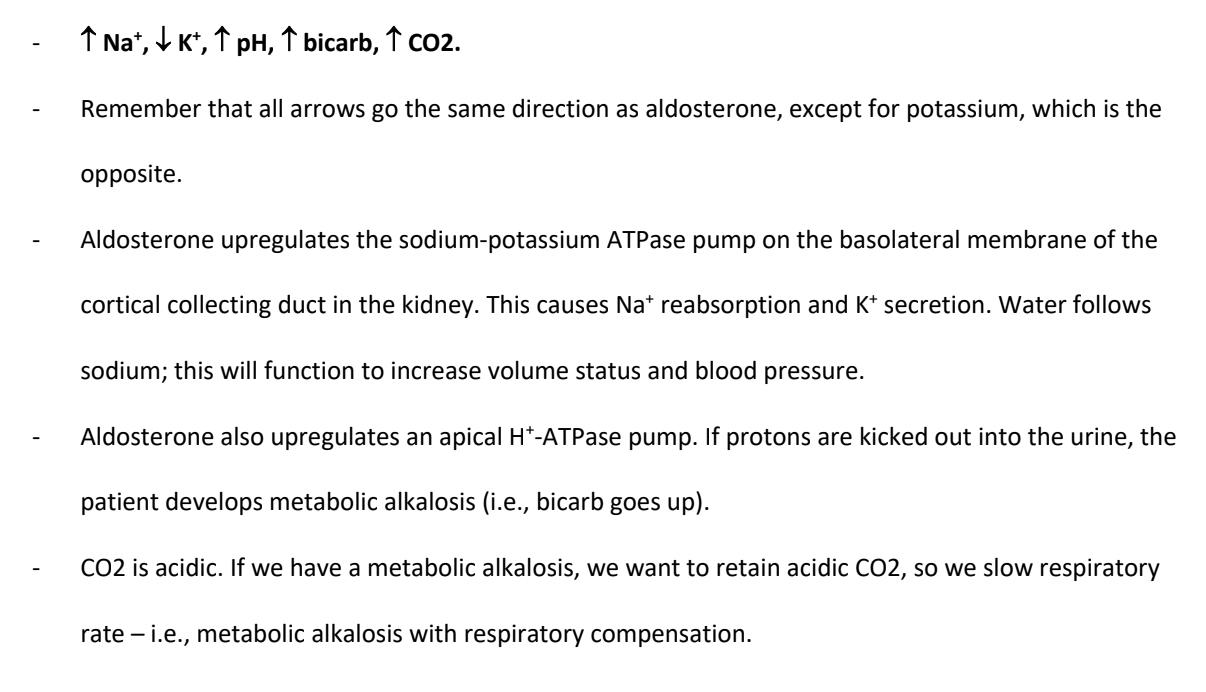 - ↑ Na⁺, ↓ K⁺, ↑ pH, ↑ bicarb, ↑ CO2.
- Remember that all arrows go the same direction as aldosterone, except for potassium, which is the
opposite.
- Aldosterone upregulates the sodium-potassium ATPase pump on the basolateral membrane of the
cortical collecting duct in the kidney. This causes Na⁺ reabsorption and K⁺ secretion. Water follows
sodium; this will function to increase volume status and blood pressure.
- Aldosterone also upregulates an apical H⁺-ATPase pump. If protons are kicked out into the urine, the
patient develops metabolic alkalosis (i.e., bicarb goes up).
- CO2 is acidic. If we have a metabolic alkalosis, we want to retain acidic CO2, so we slow respiratory
rate – i.e., metabolic alkalosis with respiratory compensation.